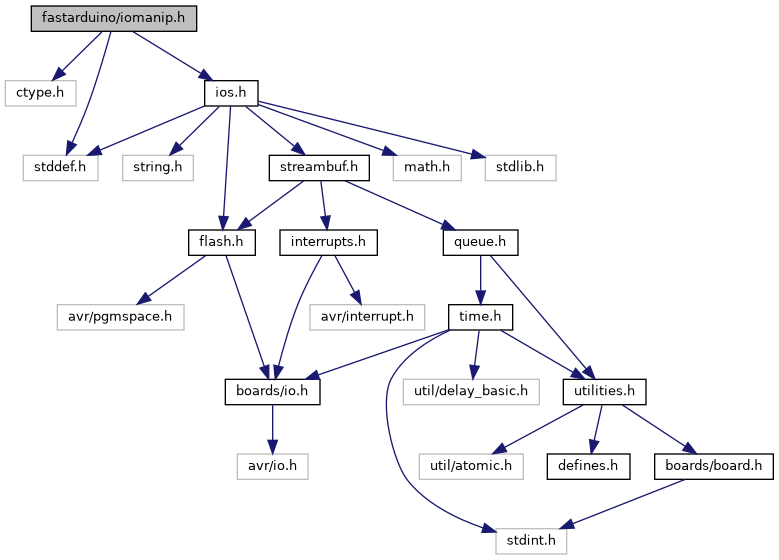 fastarduino/iomanip.h
ctype.h
ios.h
stddef.h
string.h
streambuf.h
math.h
stdlib.h
flash.h
interrupts.h
queue.h
avr/pgmspace.h
avr/interrupt.h
time.h
boards/io.h
util/delay_basic.h
utilities.h
avr/io.h
util/atomic.h
defines.h
boards/board.h
stdint.h